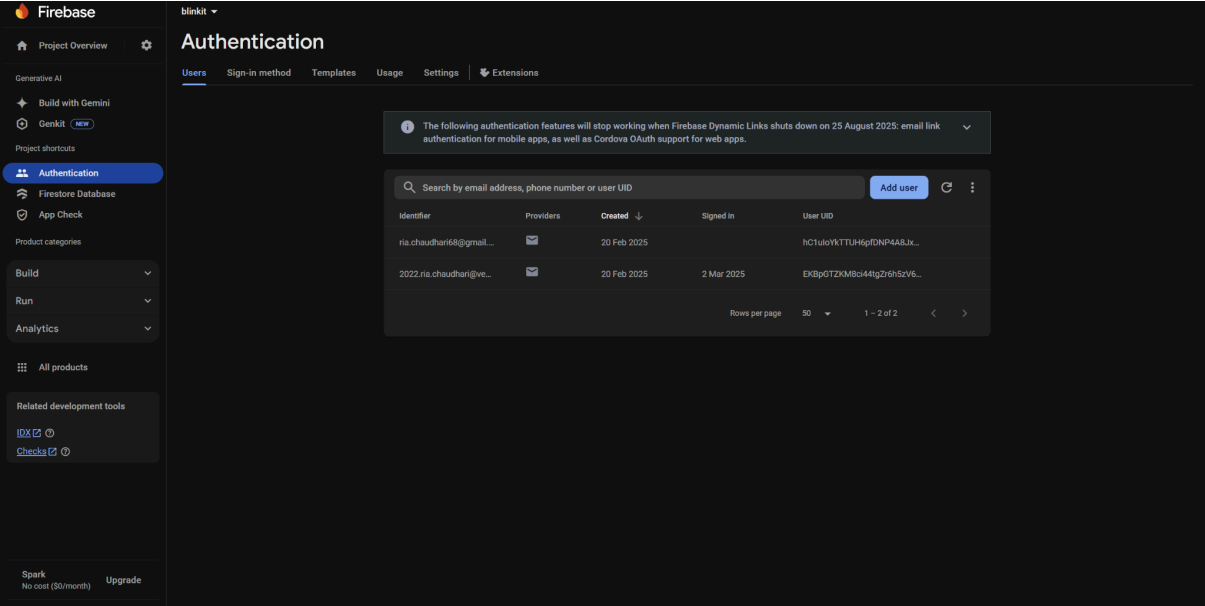 Firebase
Project Overview
Generative AI
Build with Gemini
Genkit NEW
Project shortcuts
Authentication
Firestore Database
App Check
Product categories
Build
Run
Analytics
All products
Related development tools
IDX
Checks
Spark
No cost ($0/month)
Upgrade
blinkit
Authentication
Users Sign-in method Templates Usage Settings Extensions
The following authentication features will stop working when Firebase Dynamic Links shuts down on 25 August 2025: email link
authentication for mobile apps, as well as Cordova OAuth support for web apps.
Search by email address, phone number or user UID
Add user
Identifier Providers Created Signed in User UID
ria.chaudhari68@gmail.... 20 Feb 2025 hC1uIoYkTTUH6pfDNP4A8Jx...
2022.ria.chaudhari@ve... 20 Feb 2025 2 Mar 2025 EKBpGTZKM8ci44tgZr6h5zV6...
Rows per page 50 1 – 2 of 2